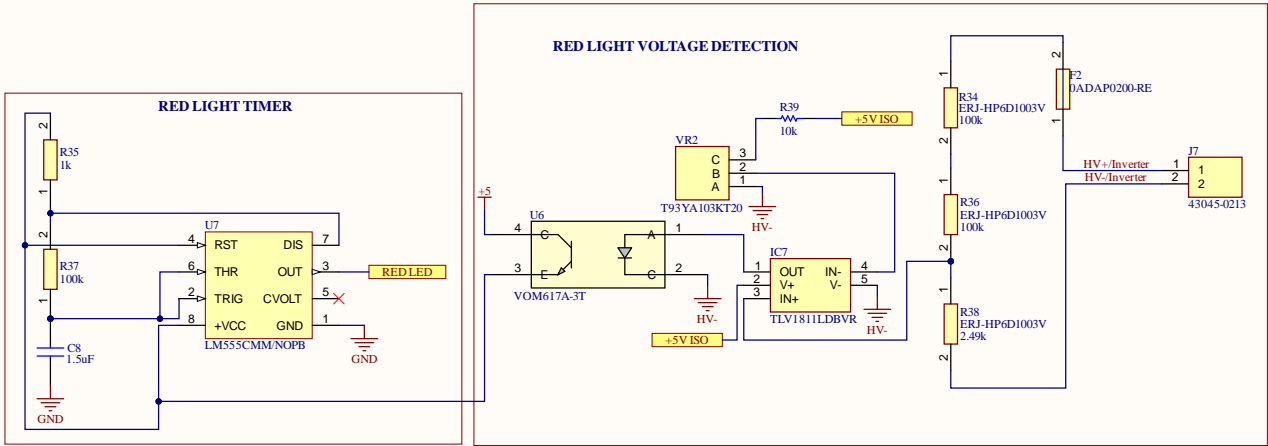 RED LIGHT TIMER
2
R35
1k
1
2
R37
100k
1
C8
1.5uF
GND
U7
4 RST DIS 7
6 THR OUT 3 RED LED
2 TRIG CVOLT 5
8 +VCC GND 1
LM555CMM/NOPB
GND
RED LIGHT VOLTAGE DETECTION
+5
U6
4 C A 1
3 E C 2
VOM617A-3T
HV-
VR2
C 3
B 2
A 1
T93YA103KT20
HV-
R39
10k
+5V ISO
IC7
1 OUT IN- 4
2 V+ V- 5
3 IN+
TLV1811LDBVR
HV-
+5V ISO
1
R34
ERJ-HP6D1003V
100k
2
1
R36
ERJ-HP6D1003V
100k
2
1
R38
ERJ-HP6D1003V
2.49k
2
2
F2
0ADAP0200-RE
1
J7
HV+/Inverter 1 1
HV-/Inverter 2 2
43045-0213